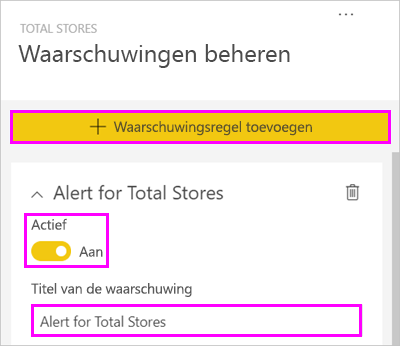 TOTAL STORES
Waarschuwingen beheren
Waarschuwingsregel toevoegen
Alert for Total Stores
Actief
Aan
Titel van de waarschuwing
Alert for Total Stores